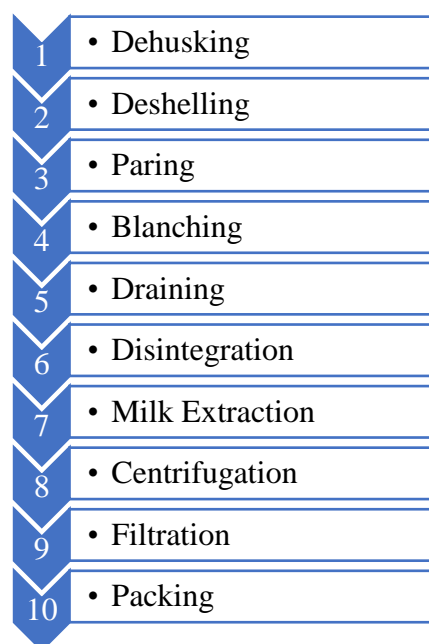 1 • Dehusking
2 • Deshelling
3 • Paring
4 • Blanching
5 • Draining
6 • Disintegration
7 • Milk Extraction
8 • Centrifugation
9 • Filtration
10 • Packing